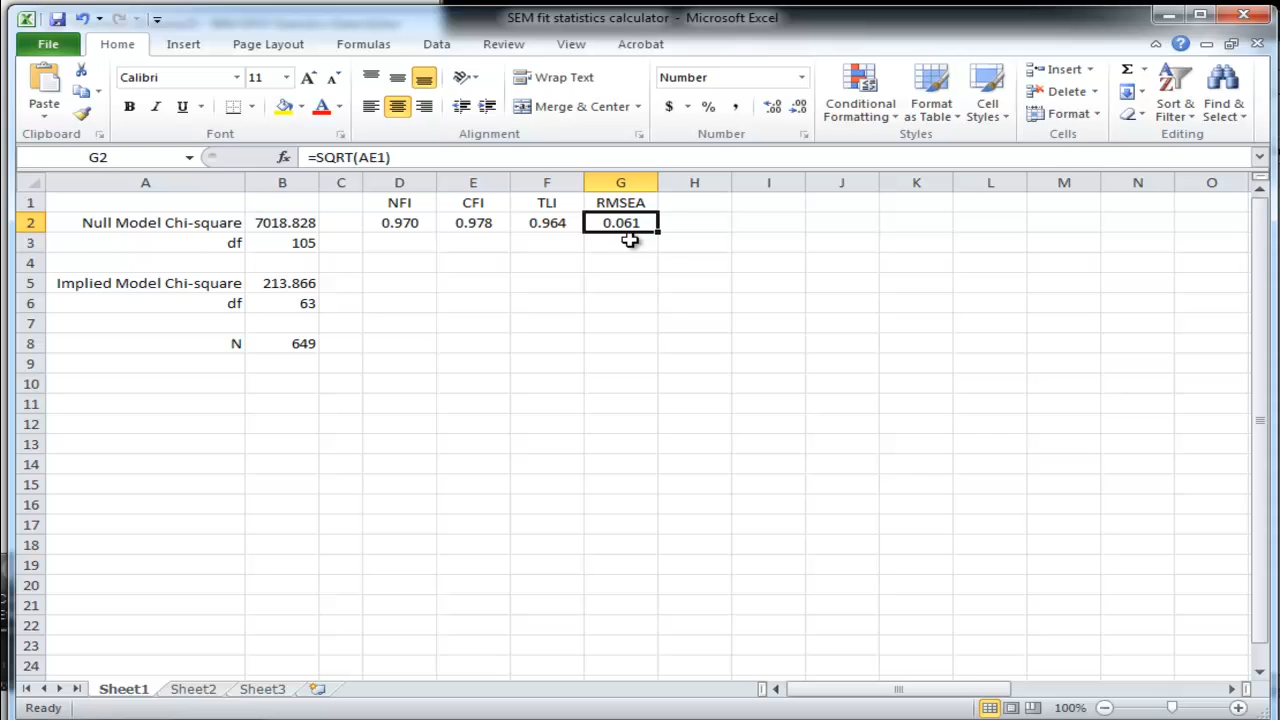 SEM fit statistics calculator - Microsoft Excel
File Home Insert Page Layout Formulas Data Review View Acrobat
Calibri 11 Wrap Text Number Insert
Paste B I U Merge & Center $ % , Conditional Formatting Format as Table Cell Styles Delete Sort & Filter Find & Select
Format
Clipboard Font Alignment Number Styles Cells Editing
G2 fx =SQRT(AE1)
A B C D E F G H I J K L M N O
1 NFI CFI TLI RMSEA
2 Null Model Chi-square 7018.828 0.970 0.978 0.964 0.061
3 df 105
4
5 Implied Model Chi-square 213.866
6 df 63
7
8 N 649
9
10
11
12
13
14
15
16
17
18
19
20
21
22
23
24
Sheet1 Sheet2 Sheet3
Ready 100%